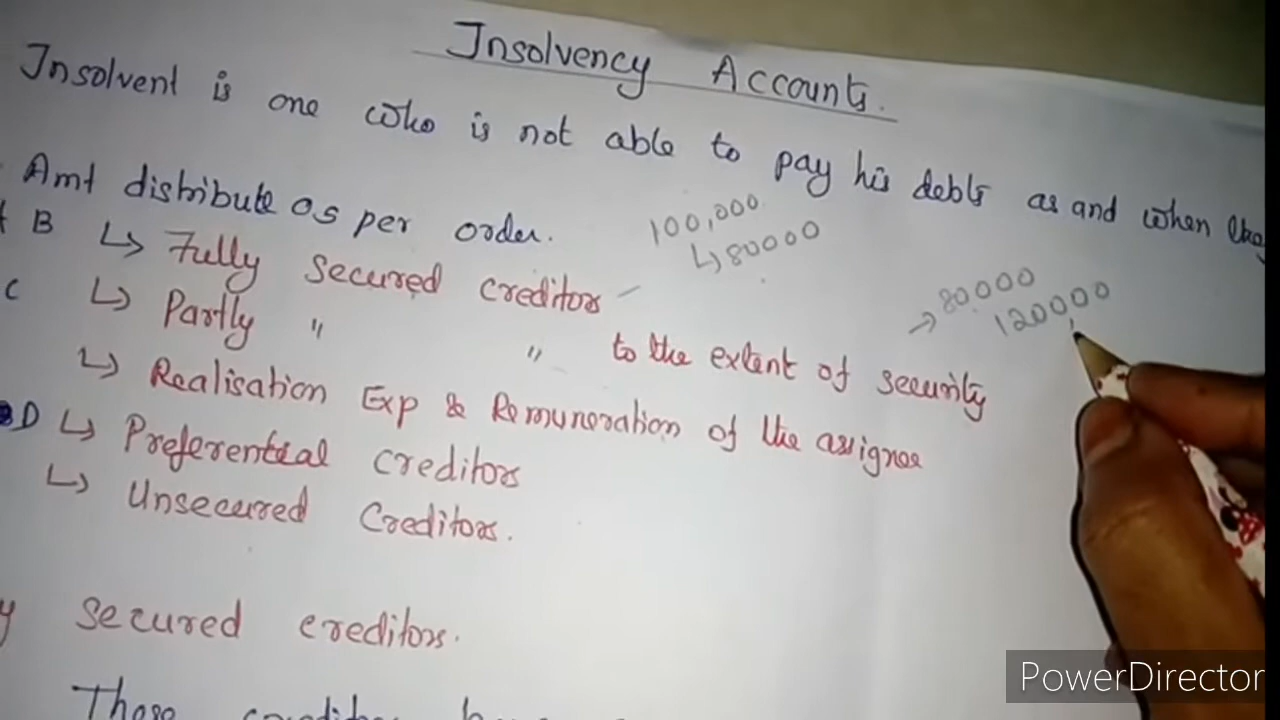 Insolvency Accounts.
Insolvent is one who is not able to pay his debts as and when they
Amt distribute as per order.
100,000
↳ 80000
B ↳ Fully secured creditors –
→ 80000
120000
C ↳ Partly " " to the extent of security
↳ Realisation Exp & Remuneration of the assignee
D ↳ Preferential creditors
↳ Unsecured Creditors.
y secured creditors.
Those creditors
PowerDirector